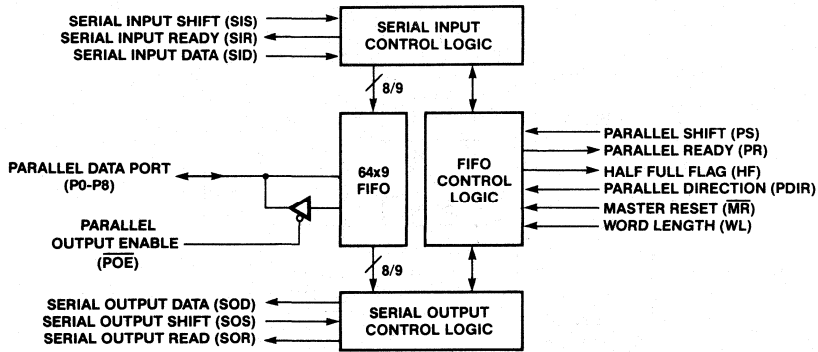 SERIAL INPUT SHIFT (SIS)
SERIAL INPUT READY (SIR)
SERIAL INPUT DATA (SID)
SERIAL INPUT
CONTROL LOGIC
8/9
PARALLEL DATA PORT
(P0-P8)
PARALLEL
OUTPUT ENABLE
(P̅O̅E̅)
64x9
FIFO
FIFO
CONTROL
LOGIC
PARALLEL SHIFT (PS)
PARALLEL READY (PR)
HALF FULL FLAG (HF)
PARALLEL DIRECTION (PDIR)
MASTER RESET (M̅R̅)
WORD LENGTH (WL)
8/9
SERIAL OUTPUT DATA (SOD)
SERIAL OUTPUT SHIFT (SOS)
SERIAL OUTPUT READ (SOR)
SERIAL OUTPUT
CONTROL LOGIC